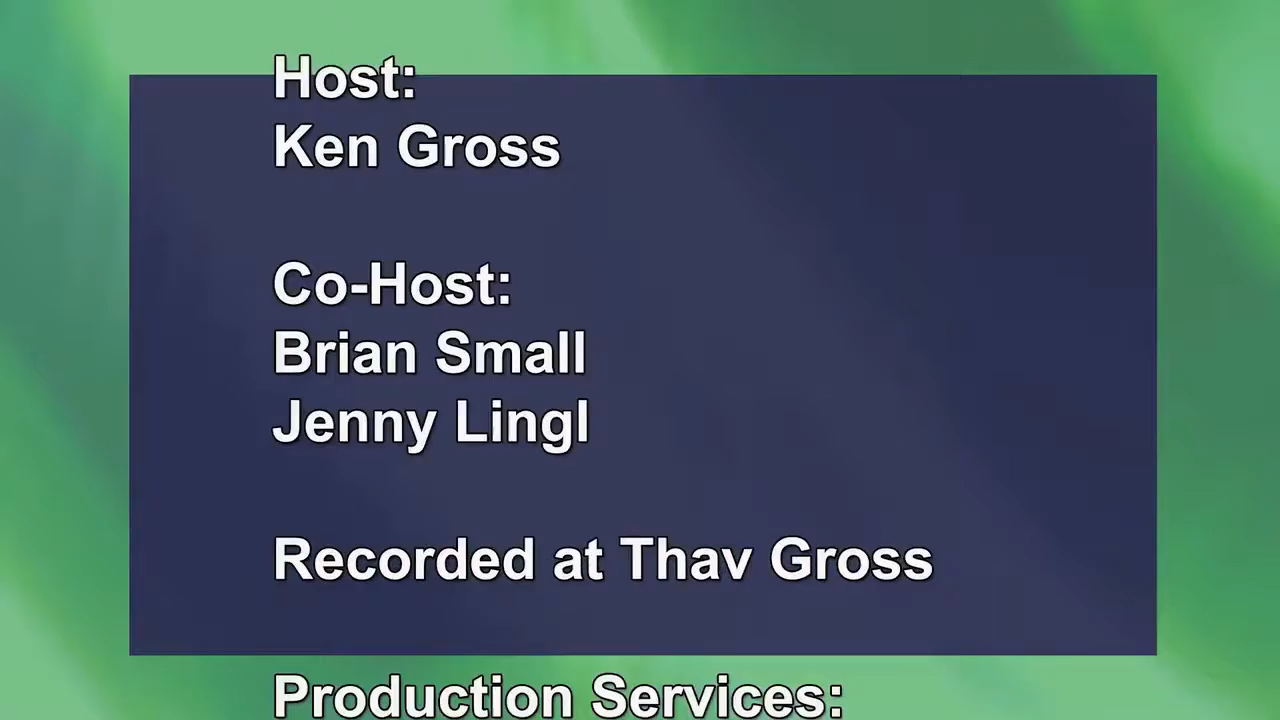 Host:
Ken Gross
Co-Host:
Brian Small
Jenny Lingl
Recorded at Thav Gross
Production Services: